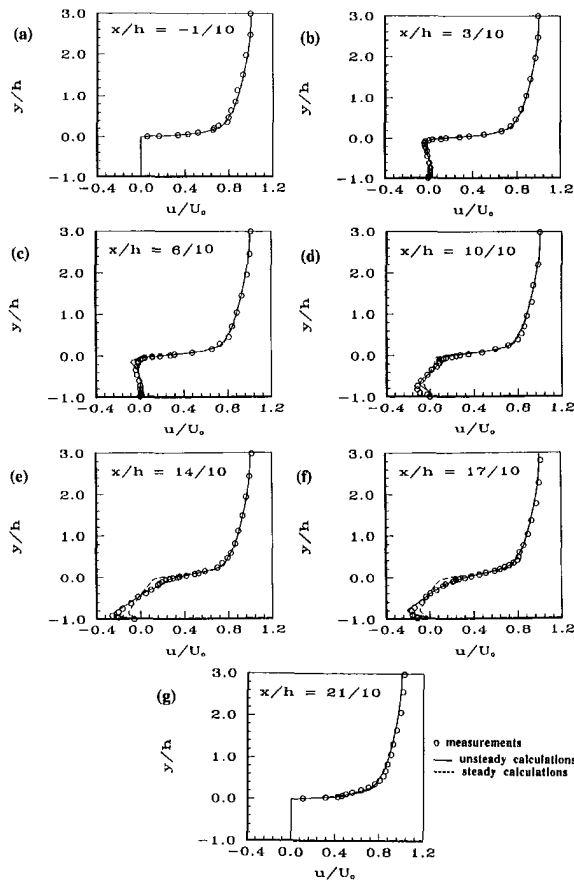 (a)
x/h = -1/10
3.0
2.0
1.0
0.0
-1.0
y/h
-0.4 0.0 0.4 0.8 1.2
u/U₀
(b)
x/h = 3/10
3.0
2.0
1.0
0.0
-1.0
y/h
-0.4 0.0 0.4 0.8 1.2
u/U₀
(c)
x/h = 6/10
3.0
2.0
1.0
0.0
-1.0
y/h
-0.4 0.0 0.4 0.8 1.2
u/U₀
(d)
x/h = 10/10
3.0
2.0
1.0
0.0
-1.0
y/h
-0.4 0.0 0.4 0.8 1.2
u/U₀
(e)
x/h = 14/10
3.0
2.0
1.0
0.0
-1.0
y/h
-0.4 0.0 0.4 0.8 1.2
u/U₀
(f)
x/h = 17/10
3.0
2.0
1.0
0.0
-1.0
y/h
-0.4 0.0 0.4 0.8 1.2
u/U₀
(g)
x/h = 21/10
3.0
2.0
1.0
0.0
-1.0
y/h
-0.4 0.0 0.4 0.8 1.2
u/U₀
measurements
unsteady calculations
steady calculations